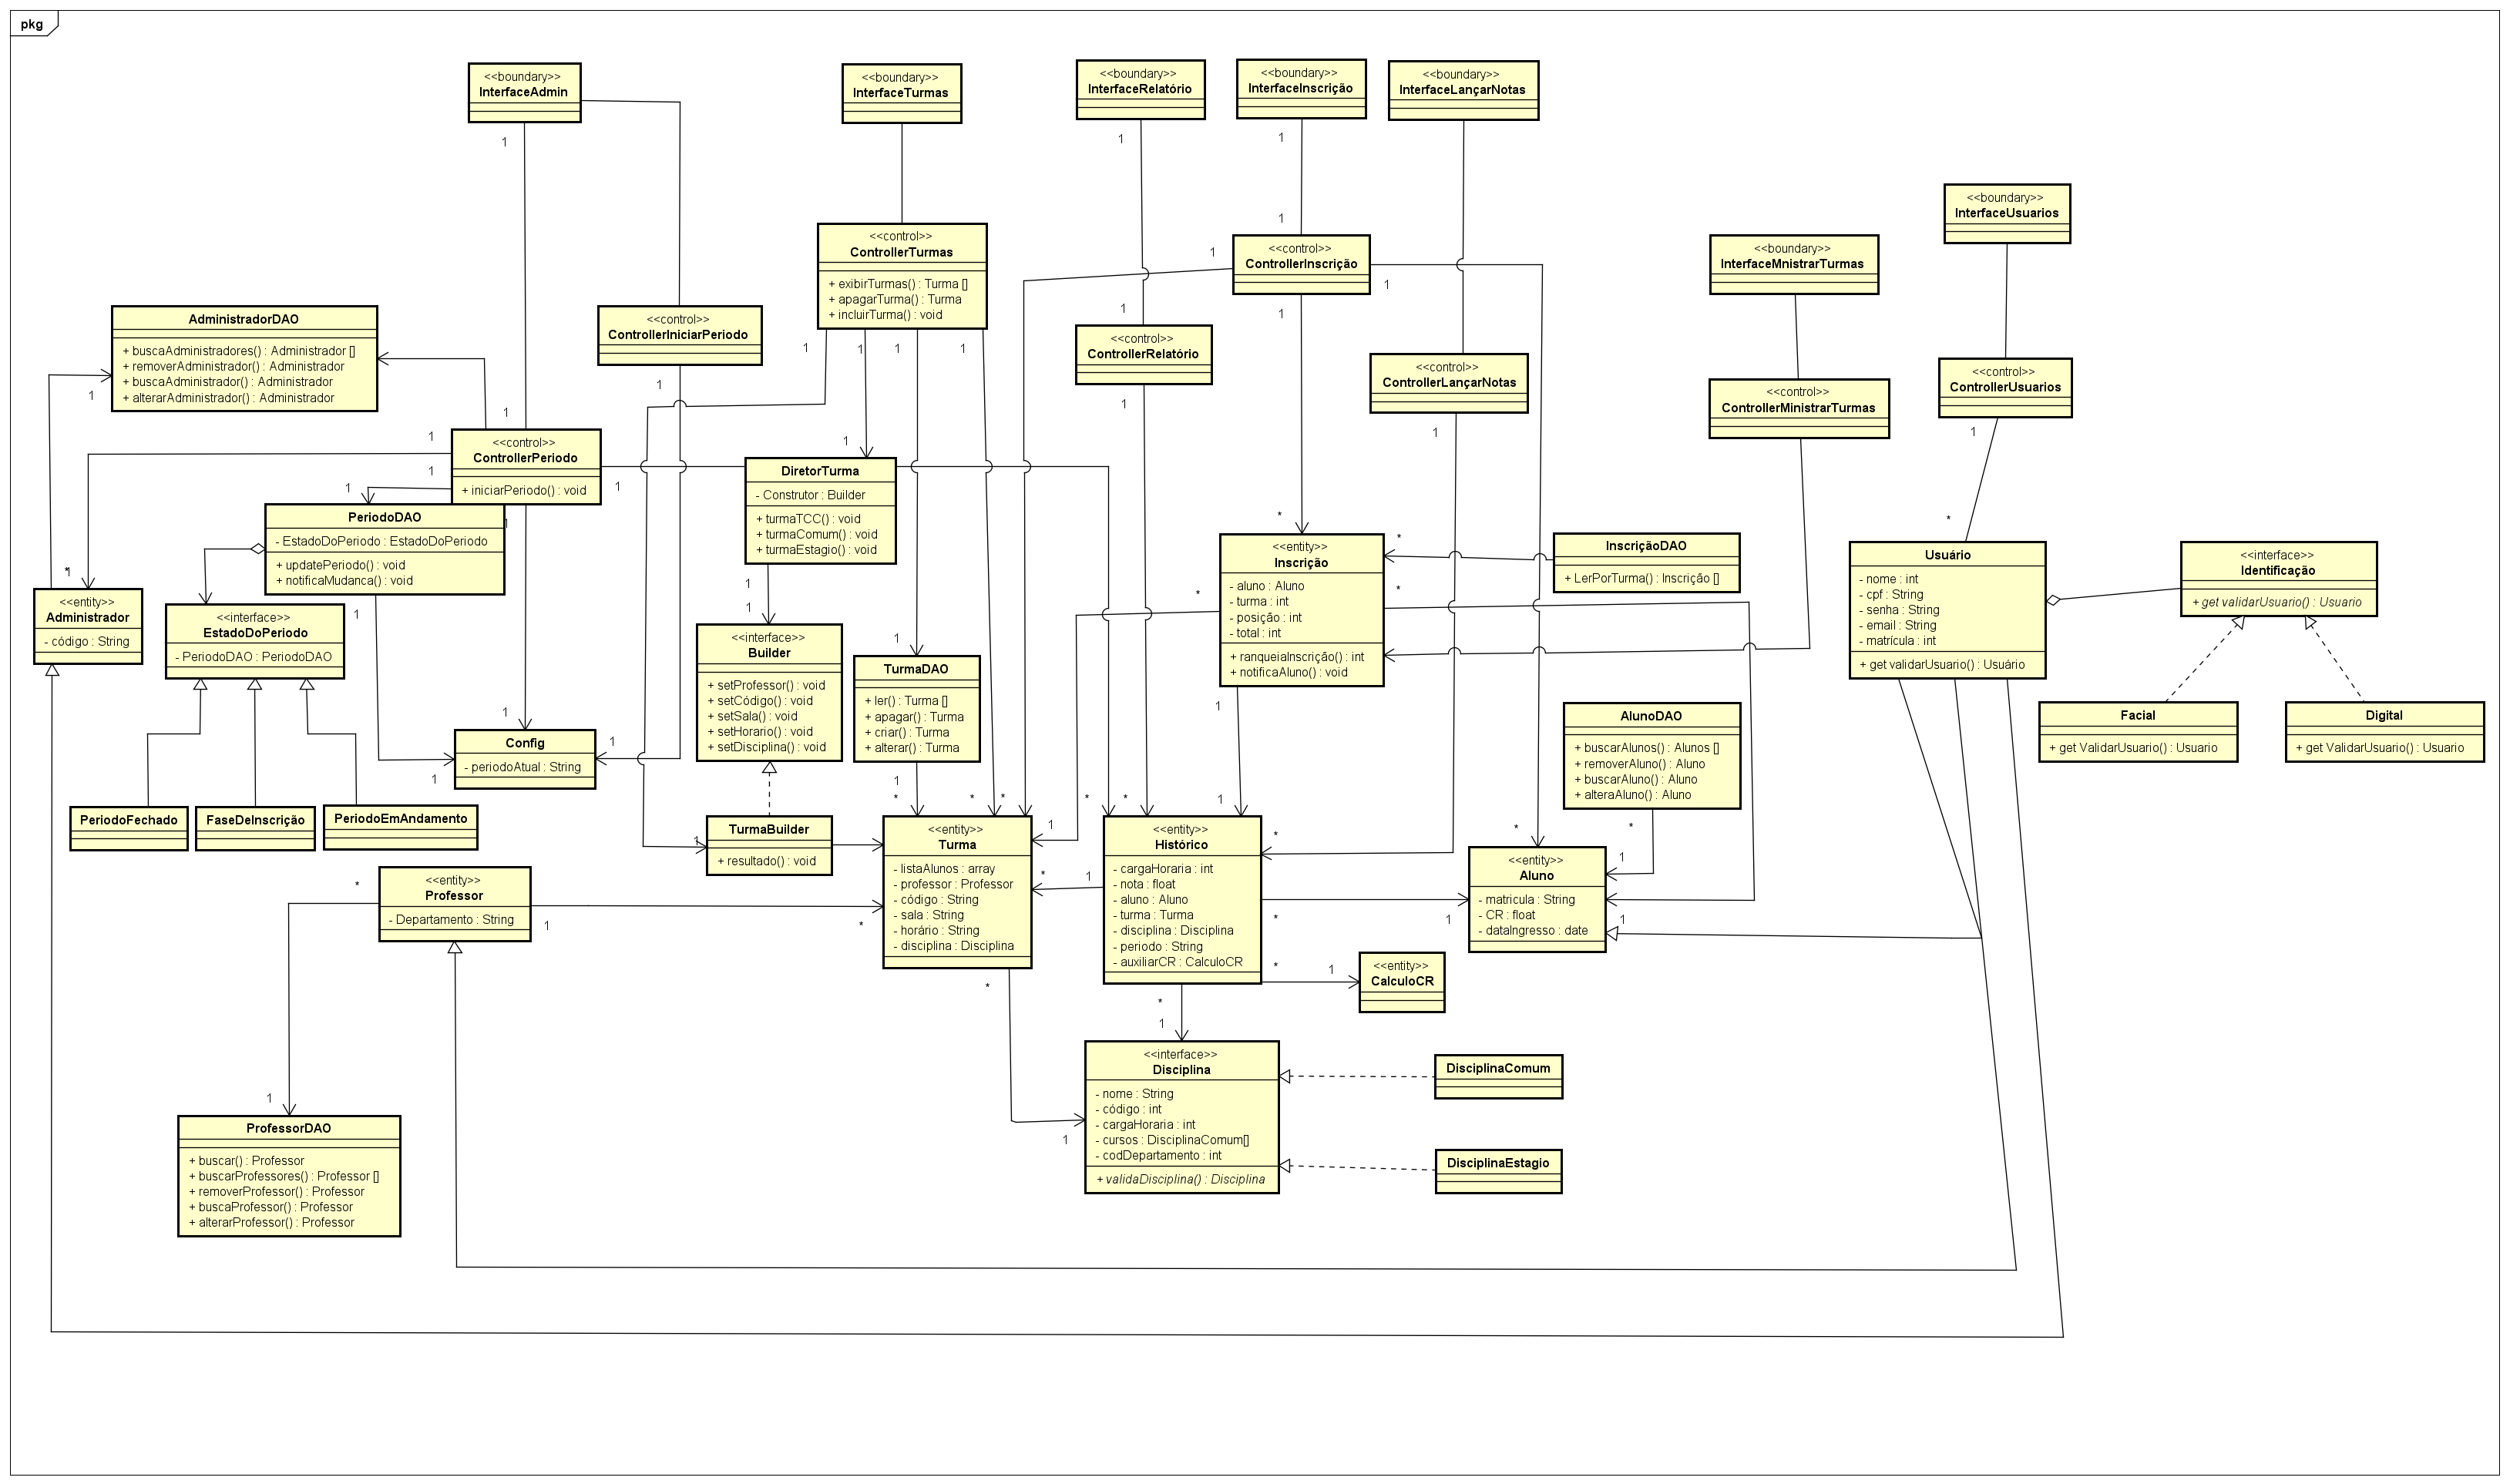 pkg
<<boundary>>
InterfaceAdmin
<<boundary>>
InterfaceTurmas
<<boundary>>
InterfaceRelatório
<<boundary>>
InterfaceInscrição
<<boundary>>
InterfaceLançarNotas
1
1
1
<<boundary>>
InterfaceUsuarios
<<boundary>>
InterfaceMnistrarTurmas
<<control>>
ControllerTurmas
+ exibirTurmas() : Turma []
+ apagarTurma() : Turma
+ incluirTurma() : void
1
1
<<control>>
ControllerInscrição
1
1
AdministradorDAO
+ buscaAdministradores() : Administrador []
+ removerAdministrador() : Administrador
+ buscaAdministrador() : Administrador
+ alterarAdministrador() : Administrador
1
<<control>>
ControllerIniciarPeriodo
1
1
1
1
1
1
<<control>>
ControllerRelatório
1
<<control>>
ControllerLançarNotas
1
<<control>>
ControllerMinistrarTurmas
<<control>>
ControllerUsuarios
1
1
1
1
<<control>>
ControllerPeriodo
+ iniciarPeriodo() : void
1
1
1
DiretorTurma
- Construtor : Builder
+ turmaTCC() : void
+ turmaComum() : void
+ turmaEstagio() : void
1
1
PeriodoDAO
- EstadoDoPeriodo : EstadoDoPeriodo
+ updatePeriodo() : void
+ notificaMudanca() : void
1
1
*
1
<<entity>>
Administrador
- código : String
<<interface>>
EstadoDoPeriodo
- PeriodoDAO : PeriodoDAO
<<interface>>
Builder
+ setProfessor() : void
+ setCódigo() : void
+ setSala() : void
+ setHorario() : void
+ setDisciplina() : void
1
TurmaDAO
+ ler() : Turma []
+ apagar() : Turma
+ criar() : Turma
+ alterar() : Turma
1
*
*
*
*
<<entity>>
Inscrição
- aluno : Aluno
- turma : int
- posição : int
- total : int
+ ranqueiaInscrição() : int
+ notificaAluno() : void
*
*
*
1
1
InscriçãoDAO
+ LerPorTurma() : Inscrição []
*
Usuário
- nome : int
- cpf : String
- senha : String
- email : String
- matrícula : int
+ get validarUsuario() : Usuário
<<interface>>
Identificação
+ get validarUsuario() : Usuario
Facial
+ get ValidarUsuario() : Usuario
Digital
+ get ValidarUsuario() : Usuario
AlunoDAO
+ buscarAlunos() : Alunos []
+ removerAluno() : Aluno
+ buscarAluno() : Aluno
+ alteraAluno() : Aluno
*
1
1
1
1
Config
- periodoAtual : String
PeriodoFechado
FaseDeInscrição
PeriodoEmAndamento
1
TurmaBuilder
+ resultado() : void
<<entity>>
Turma
- listaAlunos : array
- professor : Professor
- código : String
- sala : String
- horário : String
- disciplina : Disciplina
1
*
1
*
*
<<entity>>
Histórico
- cargaHoraria : int
- nota : float
- aluno : Aluno
- turma : Turma
- disciplina : Disciplina
- periodo : String
- auxiliarCR : CalculoCR
*
*
*
1
*
<<entity>>
Aluno
- matricula : String
- CR : float
- dataIngresso : date
1
1
*
<<entity>>
Professor
- Departamento : String
1
*
<<entity>>
CalculoCR
1
*
*
1
1
<<interface>>
Disciplina
- nome : String
- código : int
- cargaHoraria : int
- cursos : DisciplinaComum[]
- codDepartamento : int
+ validaDisciplina() : Disciplina
DisciplinaComum
DisciplinaEstagio
1
ProfessorDAO
+ buscar() : Professor
+ buscarProfessores() : Professor []
+ removerProfessor() : Professor
+ buscaProfessor() : Professor
+ alterarProfessor() : Professor